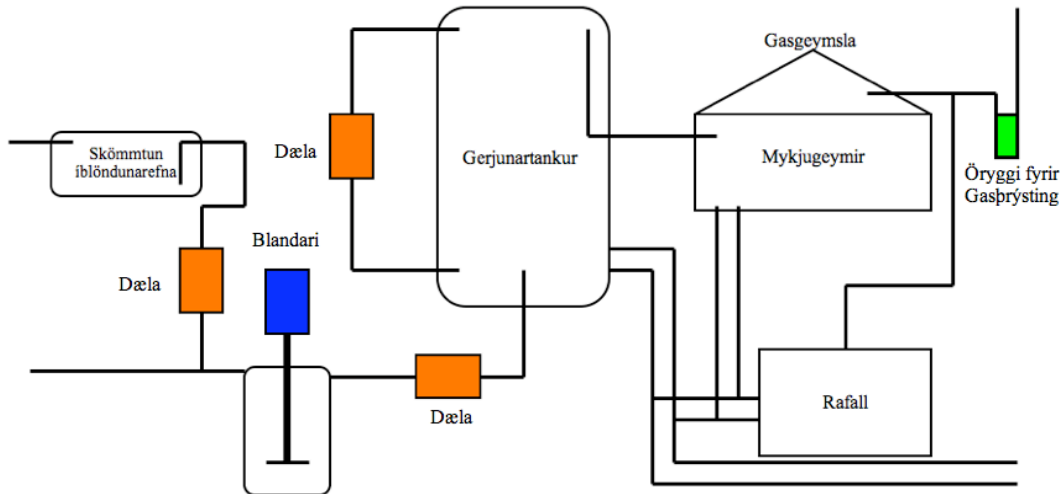 Gasgeymsla
Dæla
Gerjunartankur
Skömmtun
íblöndunarefna
Mykjugeymir
Öryggi fyrir
Gasþrýsting
Blandari
Dæla
Dæla
Rafall